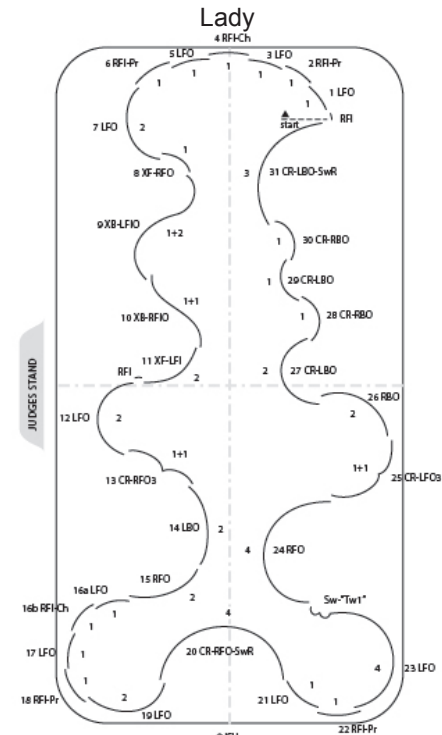 Lady
4 RFI-Ch
5 LFO
3 LFO
6 RFI-Pr
2 RFI-Pr
1
1
1
1
1
1 LFO
1
start
RFI
7 LFO
2
1
8 XF-RFO
3
31 CR-LBO-SwR
9 XB-LFIO
1+2
1
30 CR-RBO
1
29 CR-LBO
1+1
10 XB-RFIO
1
28 CR-RBO
11 XF-LFI
RFI
2
2
27 CR-LBO
JUDGES STAND
26 RBO
12 LFO
2
2
1+1
1+1
13 CR-RFO3
25 CR-LFO3
14 LBO
2
4
24 RFO
15 RFO
16a LFO
2
Sw-"Tw1"
16b RFI-Ch
1
1
4
17 LFO
1
20 CR-RFO-SwR
4
23 LFO
1
18 RFI-Pr
2
21 LFO
1
1
19 LFO
22 RFI-Pr